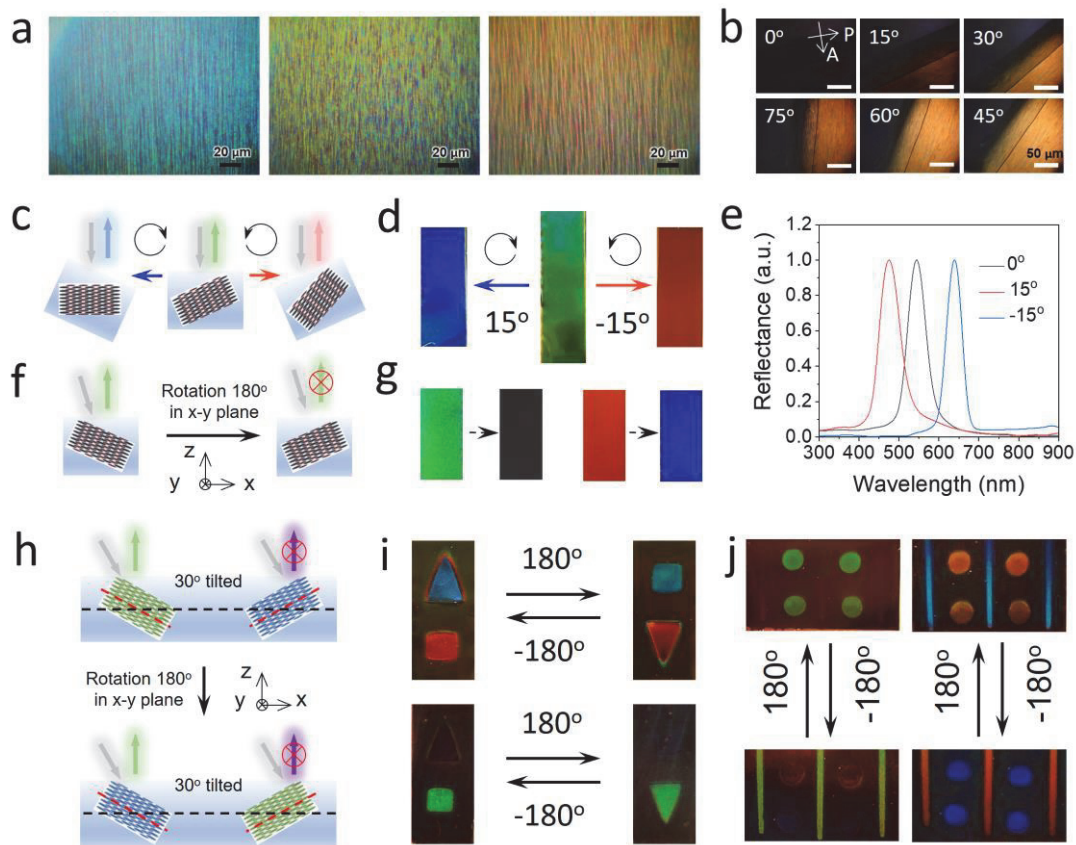 a
20 µm
20 µm
20 µm
b
0°
P
A
15°
30°
75°
60°
45°
50 µm
c
d
15°
-15°
e
Reflectance (a.u.)
1.2
1.0
0.8
0.6
0.4
0.2
0.0
0°
15°
-15°
300 400 500 600 700 800 900
Wavelength (nm)
f
Rotation 180°
in x-y plane
z
y
x
g
h
30° tilted
Rotation 180°
in x-y plane
z
y
x
30° tilted
i
180°
-180°
180°
-180°
j
180°
-180°
180°
-180°